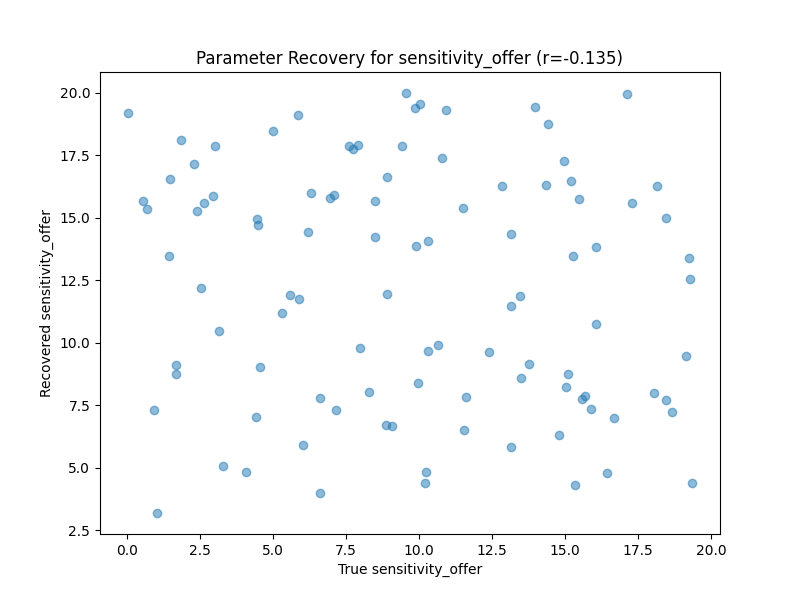 Parameter Recovery for sensitivity_offer (r=-0.135)
Recovered sensitivity_offer
20.0
17.5
15.0
12.5
10.0
7.5
5.0
2.5
0.0 2.5 5.0 7.5 10.0 12.5 15.0 17.5 20.0
True sensitivity_offer